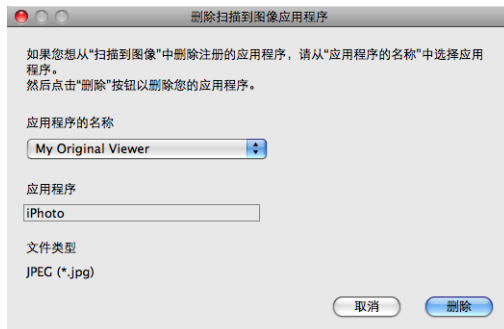 删除扫描到图像应用程序
如果您想从“扫描到图像”中删除注册的应用程序，请从“应用程序的名称”中选择应用
程序。
然后点击“删除”按钮以删除您的应用程序。
应用程序的名称
My Original Viewer
应用程序
iPhoto
文件类型
JPEG (*.jpg)
取消
删除